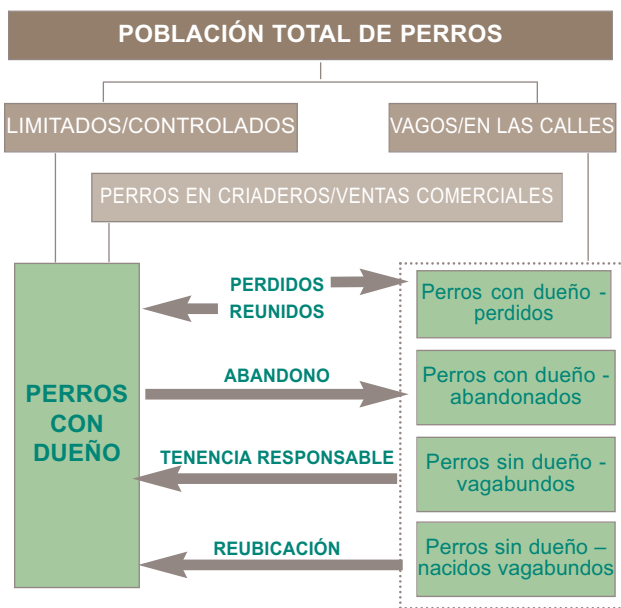 POBLACIÓN TOTAL DE PERROS
LIMITADOS/CONTROLADOS
VAGOS/EN LAS CALLES
PERROS EN CRIADEROS/VENTAS COMERCIALES
PERROS
CON
DUEÑO
PERDIDOS
REUNIDOS
ABANDONO
TENENCIA RESPONSABLE
REUBICACIÓN
Perros con dueño -
perdidos
Perros con dueño -
abandonados
Perros sin dueño -
vagabundos
Perros sin dueño –
nacidos vagabundos